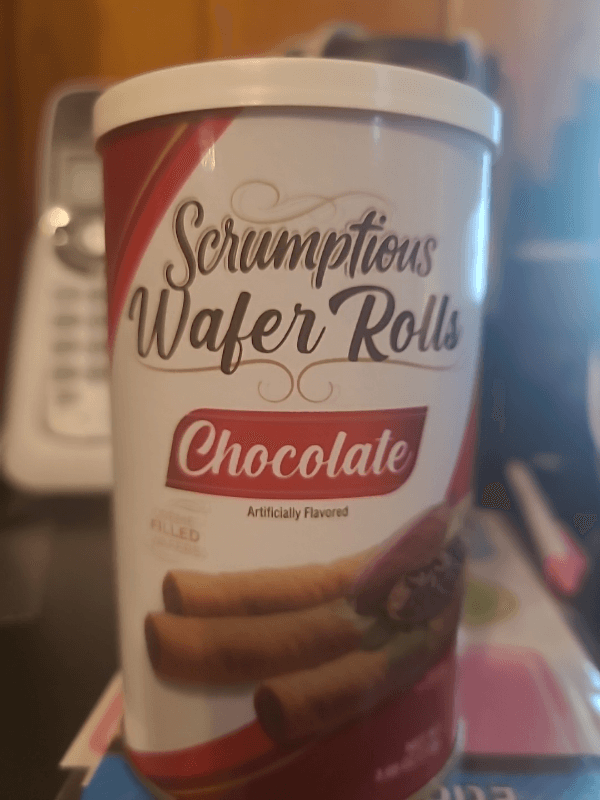 Scrumptious
Wafer Rolls
Chocolate
Artificially Flavored
FILLED